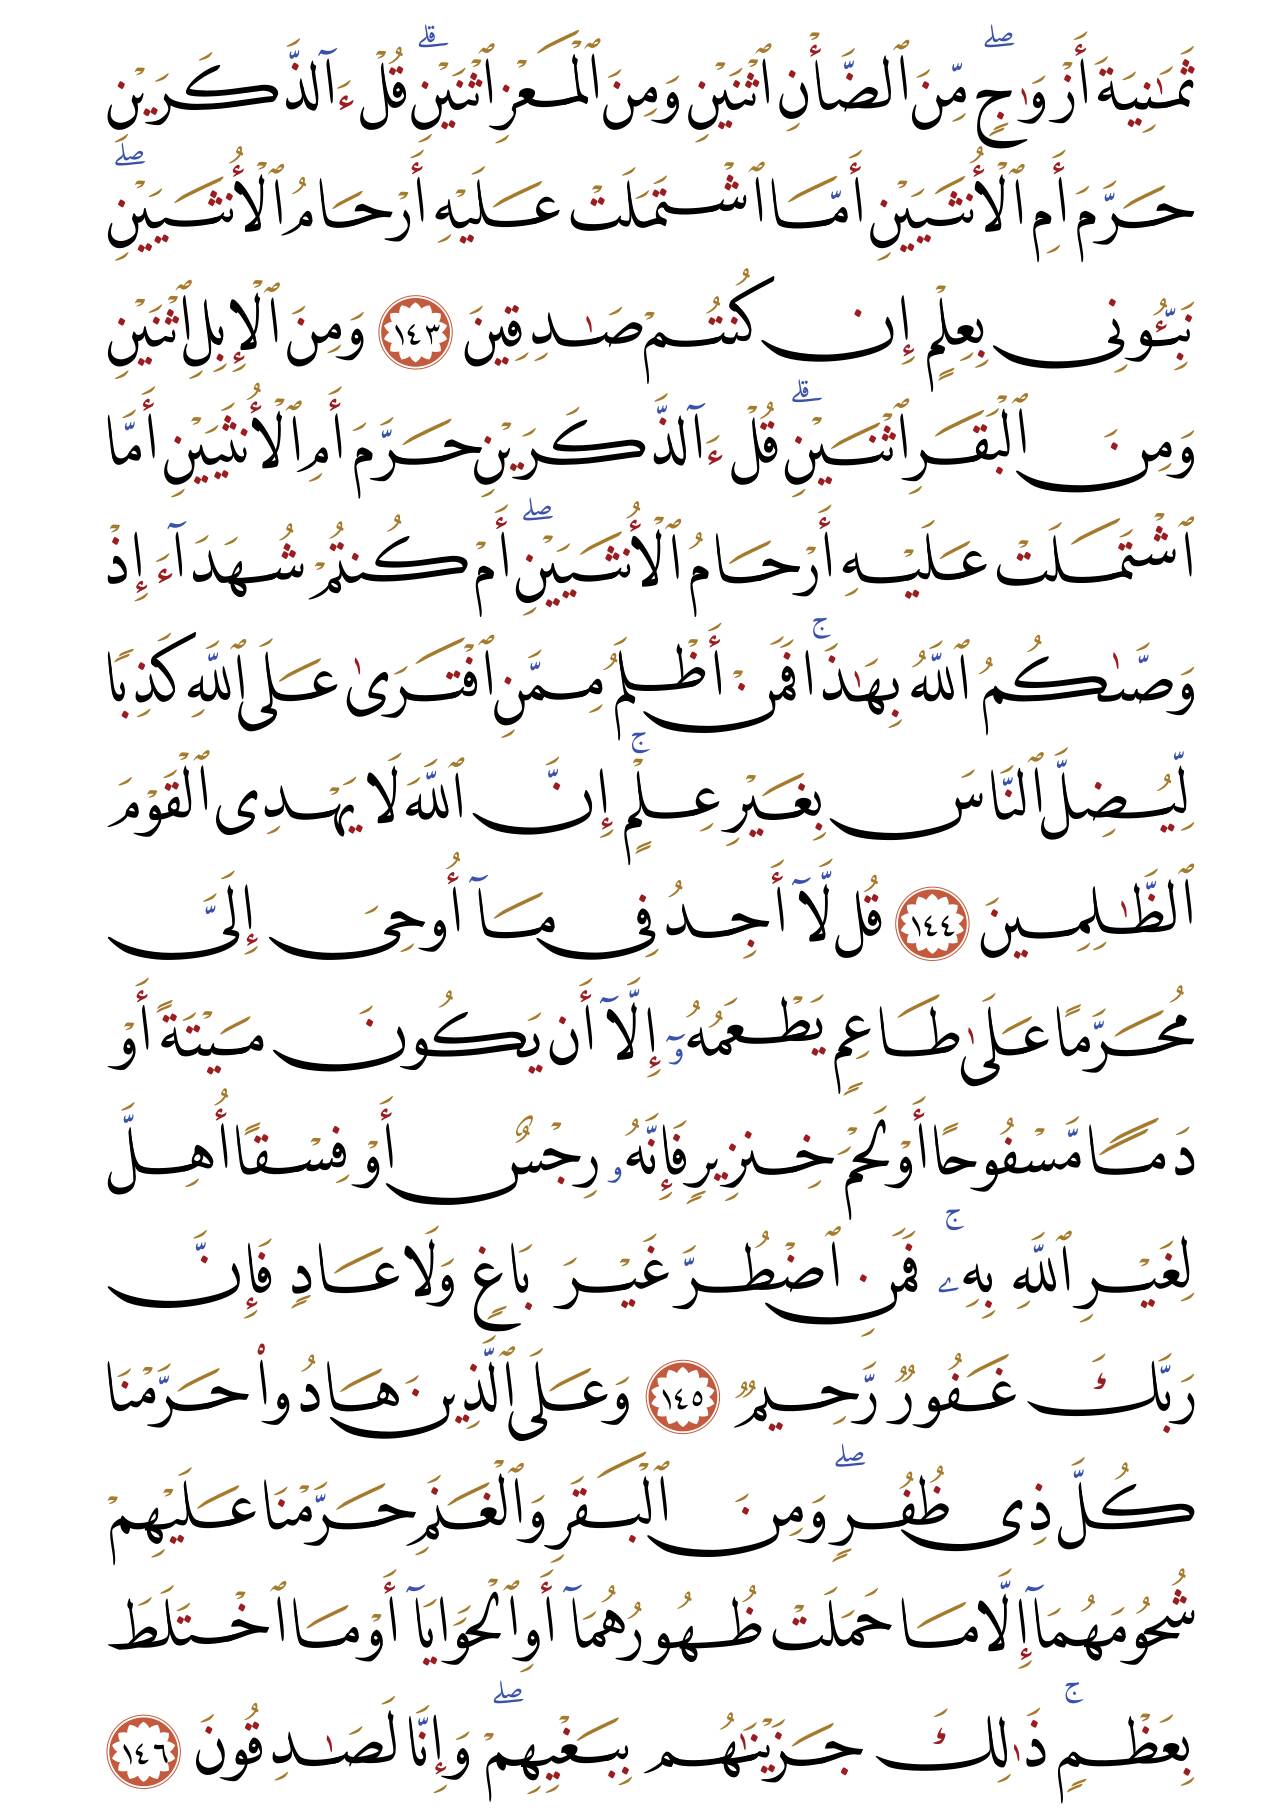 ثَمَٰنِيَةَ أَزْوَٰجٍ ۖ مِّنَ ٱلضَّأْنِ ٱثْنَيْنِ وَمِنَ ٱلْمَعْزِ ٱثْنَيْنِ ۗ قُلْ ءَآلذَّكَرَيْنِ
حَرَّمَ أَمِ ٱلْأُنثَيَيْنِ أَمَّا ٱشْتَمَلَتْ عَلَيْهِ أَرْحَامُ ٱلْأُنثَيَيْنِ ۖ
نَبِّـُٔونِى بِعِلْمٍ إِن كُنتُمْ صَٰدِقِينَ ١٤٣ وَمِنَ ٱلْإِبِلِ ٱثْنَيْنِ
وَمِنَ ٱلْبَقَرِ ٱثْنَيْنِ ۗ قُلْ ءَآلذَّكَرَيْنِ حَرَّمَ أَمِ ٱلْأُنثَيَيْنِ أَمَّا
ٱشْتَمَلَتْ عَلَيْهِ أَرْحَامُ ٱلْأُنثَيَيْنِ ۖ أَمْ كُنتُمْ شُهَدَآءَ إِذْ
وَصَّىٰكُمُ ٱللَّهُ بِهَٰذَا ۚ فَمَنْ أَظْلَمُ مِمَّنِ ٱفْتَرَىٰ عَلَى ٱللَّهِ كَذِبًا
لِّيُضِلَّ ٱلنَّاسَ بِغَيْرِ عِلْمٍ ۚ إِنَّ ٱللَّهَ لَا يَهْدِى ٱلْقَوْمَ
ٱلظَّٰلِمِينَ ١٤٤ قُل لَّآ أَجِدُ فِى مَآ أُوحِىَ إِلَىَّ
مُحَرَّمًا عَلَىٰ طَاعِمٍ يَطْعَمُهُۥٓ إِلَّآ أَن يَكُونَ مَيْتَةً أَوْ
دَمًا مَّسْفُوحًا أَوْ لَحْمَ خِنزِيرٍ فَإِنَّهُۥ رِجْسٌ أَوْ فِسْقًا أُهِلَّ
لِغَيْرِ ٱللَّهِ بِهِۦ ۚ فَمَنِ ٱضْطُرَّ غَيْرَ بَاغٍ وَلَا عَادٍ فَإِنَّ
رَبَّكَ غَفُورٌ رَّحِيمٌ ١٤٥ وَعَلَى ٱلَّذِينَ هَادُوا۟ حَرَّمْنَا
كُلَّ ذِى ظُفُرٍ ۖ وَمِنَ ٱلْبَقَرِ وَٱلْغَنَمِ حَرَّمْنَا عَلَيْهِمْ
شُحُومَهُمَآ إِلَّا مَا حَمَلَتْ ظُهُورُهُمَآ أَوِ ٱلْحَوَايَآ أَوْ مَا ٱخْتَلَطَ
بِعَظْمٍ ۚ ذَٰلِكَ جَزَيْنَٰهُم بِبَغْيِهِمْ ۖ وَإِنَّا لَصَٰدِقُونَ ١٤٦